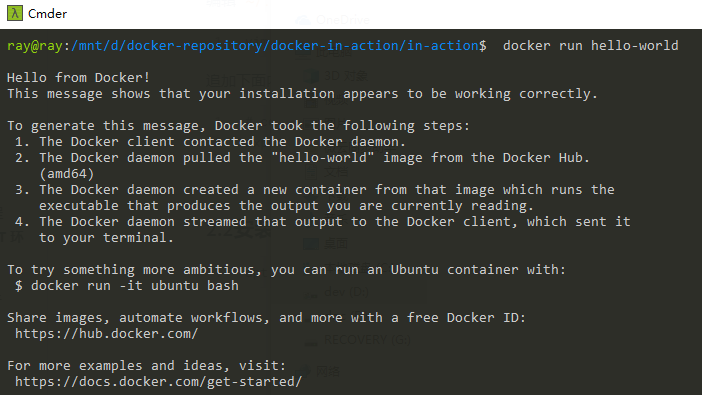 λ Cmder
ray@ray:/mnt/d/docker-repository/docker-in-action/in-action$  docker run hello-world
Hello from Docker!
This message shows that your installation appears to be working correctly.
To generate this message, Docker took the following steps:
1. The Docker client contacted the Docker daemon.
2. The Docker daemon pulled the "hello-world" image from the Docker Hub.
(amd64)
3. The Docker daemon created a new container from that image which runs the
executable that produces the output you are currently reading.
4. The Docker daemon streamed that output to the Docker client, which sent it
to your terminal.
To try something more ambitious, you can run an Ubuntu container with:
$ docker run -it ubuntu bash
Share images, automate workflows, and more with a free Docker ID:
https://hub.docker.com/
For more examples and ideas, visit:
https://docs.docker.com/get-started/
OneDrive
RECOVERY KEY